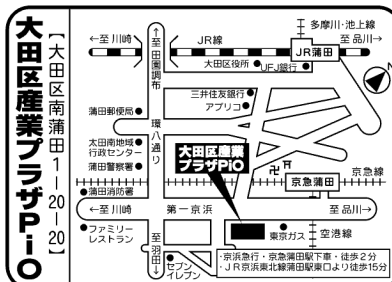 大田区産業プラザPiO
【大田区南蒲田1-20-20】
多摩川・池上線
←至川崎
JR線
至品川→
JR蒲田
↑至田園調布
大田区役所
UFJ銀行
N
三井住友銀行
アプリコ
蒲田郵便局
環八通り
太田南地域
行政センター
蒲田警察署
大田区産業
プラザPiO
卍
京急線
京急蒲田
蒲田消防署
←至川崎
第一京浜
至品川→
ファミリー
レストラン
東京ガス
空港線
至羽田↓
セブン
イレブン
・京浜急行・京急蒲田駅下車・徒歩2分
・JR京浜東北線蒲田駅東口より徒歩15分